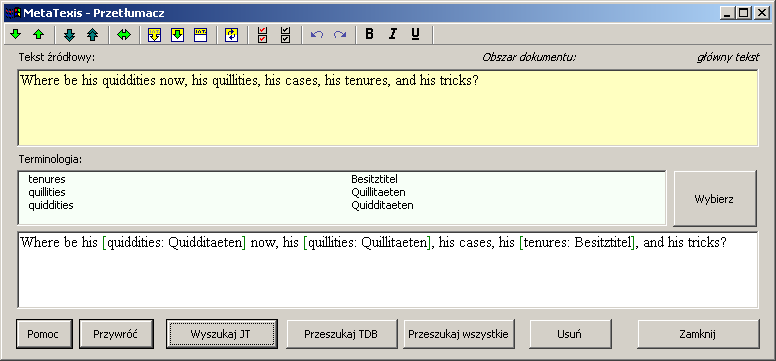 MetaTexis - Przetłumacz
B I U
Tekst źródłowy: Obszar dokumentu: główny tekst
Where be his quiddities now, his quillities, his cases, his tenures, and his tricks?
Terminologia:
tenures Besitztitel
quillities Quillitaeten
quiddities Quidditaeten
Wybierz
Where be his [quiddities: Quidditaeten] now, his [quillities: Quillitaeten], his cases, his [tenures: Besitztitel], and his tricks?
Pomoc Przywróć Wyszukaj JT Przeszukaj TDB Przeszukaj wszystkie Usuń Zamknij